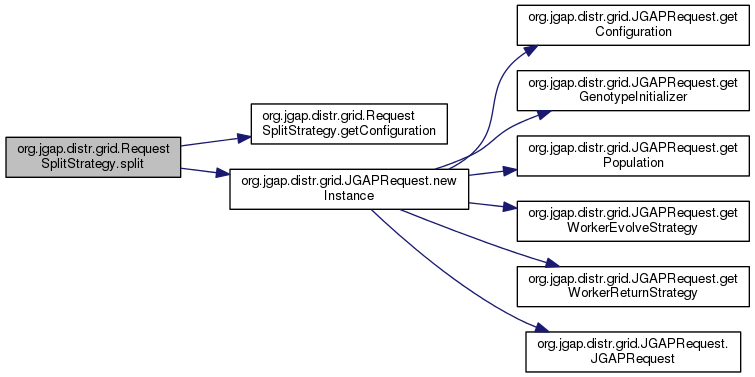 org.jgap.distr.grid.Request
SplitStrategy.split
org.jgap.distr.grid.Request
SplitStrategy.getConfiguration
org.jgap.distr.grid.JGAPRequest.new
Instance
org.jgap.distr.grid.JGAPRequest.get
Configuration
org.jgap.distr.grid.JGAPRequest.get
GenotypeInitializer
org.jgap.distr.grid.JGAPRequest.get
Population
org.jgap.distr.grid.JGAPRequest.get
WorkerEvolveStrategy
org.jgap.distr.grid.JGAPRequest.get
WorkerReturnStrategy
org.jgap.distr.grid.JGAPRequest.
JGAPRequest